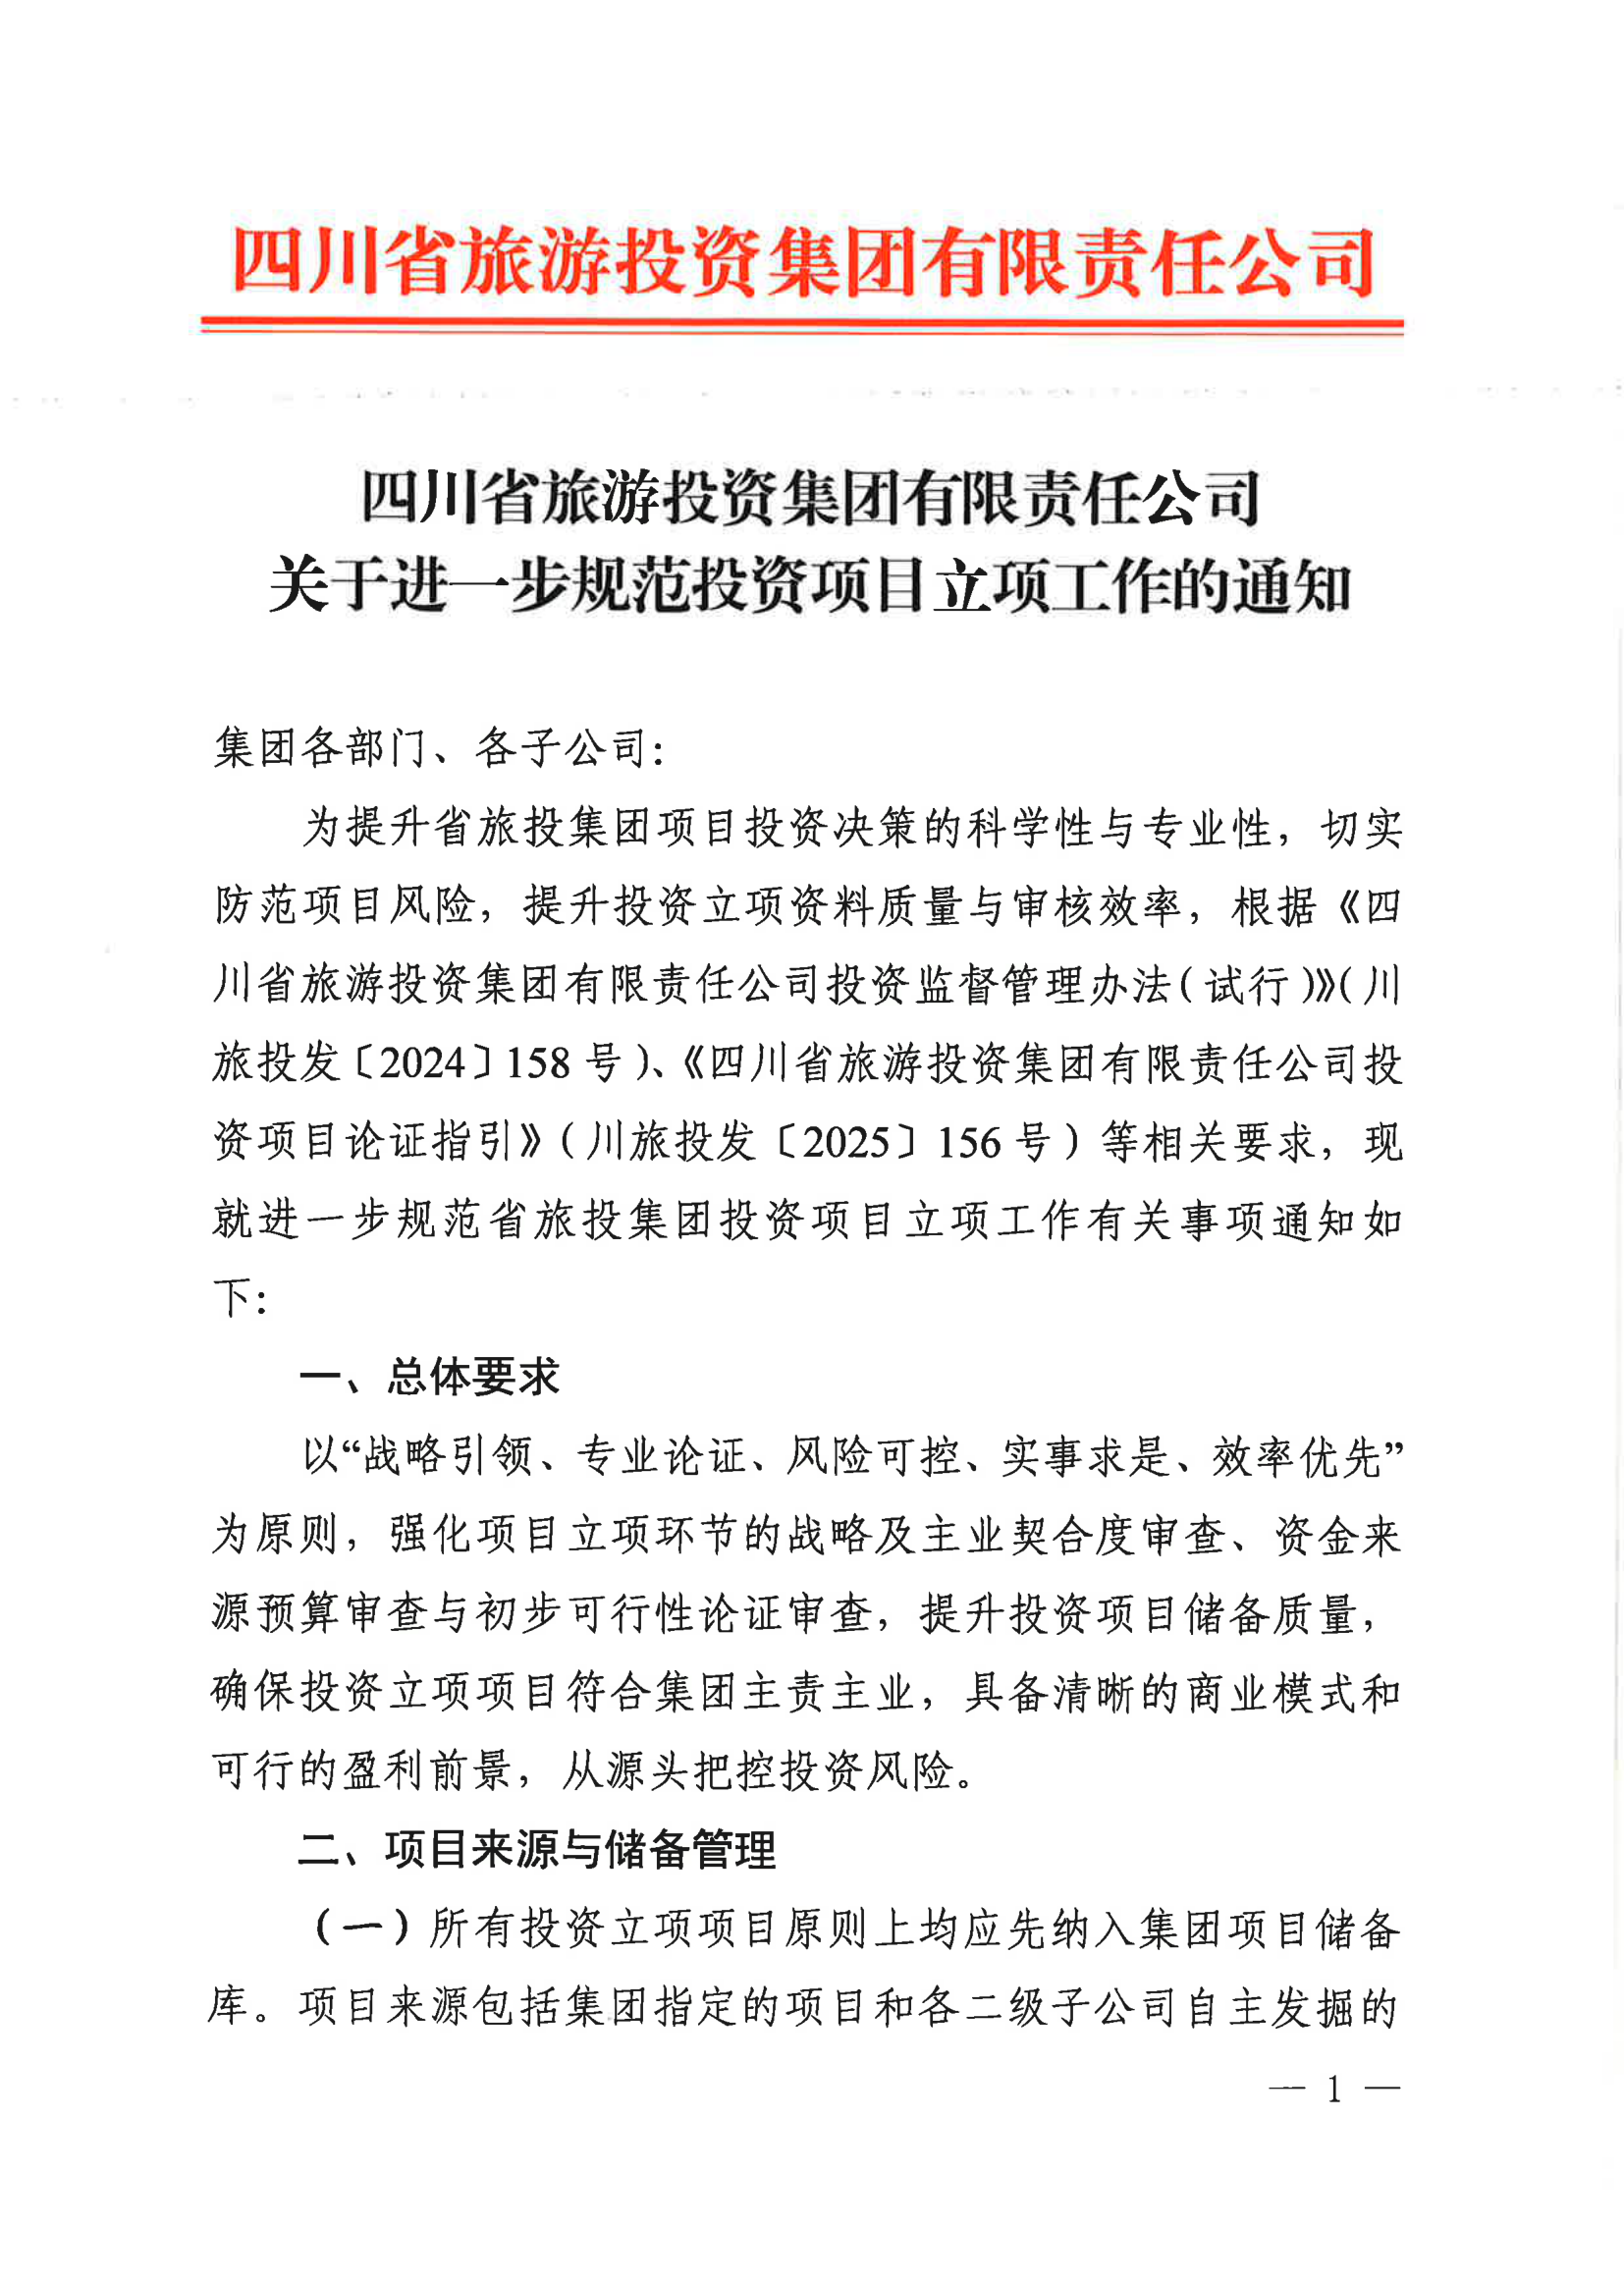 四川省旅游投资集团有限责任公司
四川省旅游投资集团有限责任公司
关于进一步规范投资项目立项工作的通知
集团各部门、各子公司：
为提升省旅投集团项目投资决策的科学性与专业性，切实
防范项目风险，提升投资立项资料质量与审核效率，根据《四
川省旅游投资集团有限责任公司投资监督管理办法（试行）》（川
旅投发〔2024〕158 号）、《四川省旅游投资集团有限责任公司投
资项目论证指引》（川旅投发〔2025〕156 号）等相关要求，现
就进一步规范省旅投集团投资项目立项工作有关事项通知如
下：
一、总体要求
以“战略引领、专业论证、风险可控、实事求是、效率优先”
为原则，强化项目立项环节的战略及主业契合度审查、资金来
源预算审查与初步可行性论证审查，提升投资项目储备质量，
确保投资立项项目符合集团主责主业，具备清晰的商业模式和
可行的盈利前景，从源头把控投资风险。
二、项目来源与储备管理
（一）所有投资立项项目原则上均应先纳入集团项目储备
库。项目来源包括集团指定的项目和各二级子公司自主发掘的
— 1 —